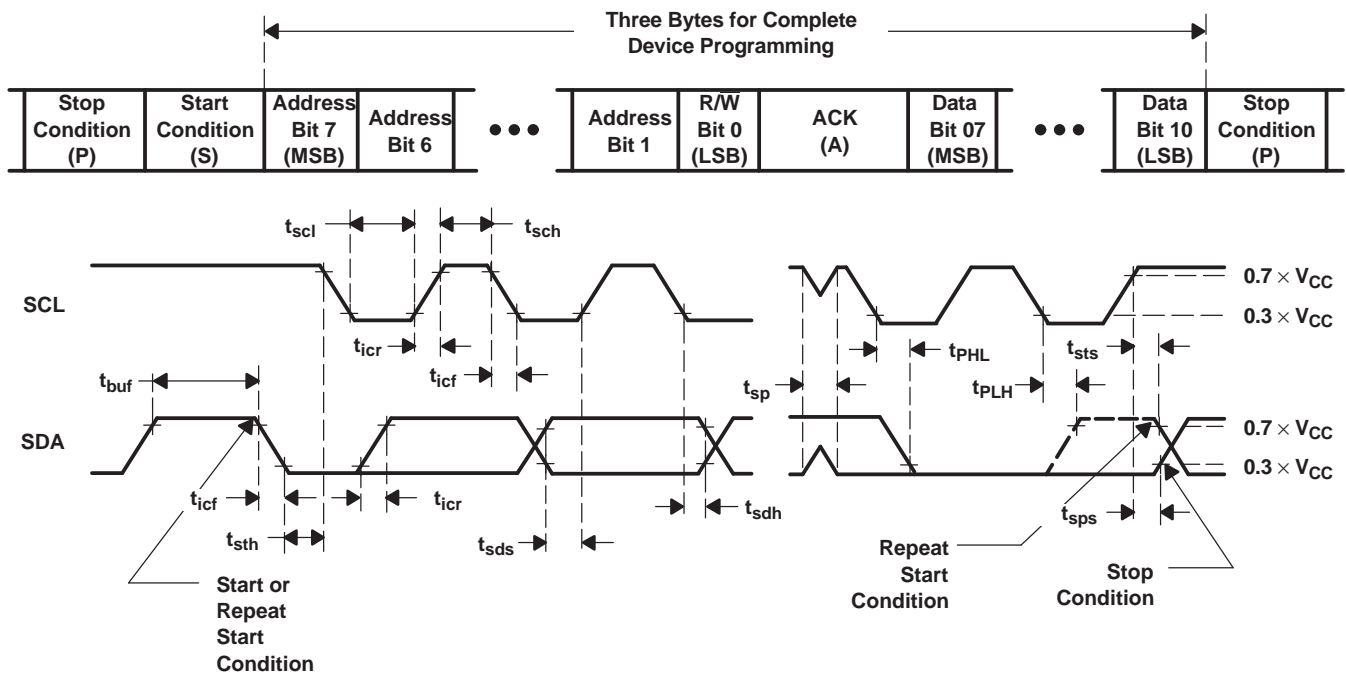 Three Bytes for Complete
Device Programming
Stop
Condition
(P)
Start
Condition
(S)
Address
Bit 7
(MSB)
Address
Bit 6
•••
Address
Bit 1
R/W̅
Bit 0
(LSB)
ACK
(A)
Data
Bit 07
(MSB)
•••
Data
Bit 10
(LSB)
Stop
Condition
(P)
tscl
tsch
SCL
0.7 × VCC
0.3 × VCC
ticr
ticf
tbuf
tsp
tPHL
tPLH
tsts
SDA
0.7 × VCC
0.3 × VCC
ticf
ticr
tsth
tsds
tsdh
tsps
Start or
Repeat
Start
Condition
Repeat
Start
Condition
Stop
Condition